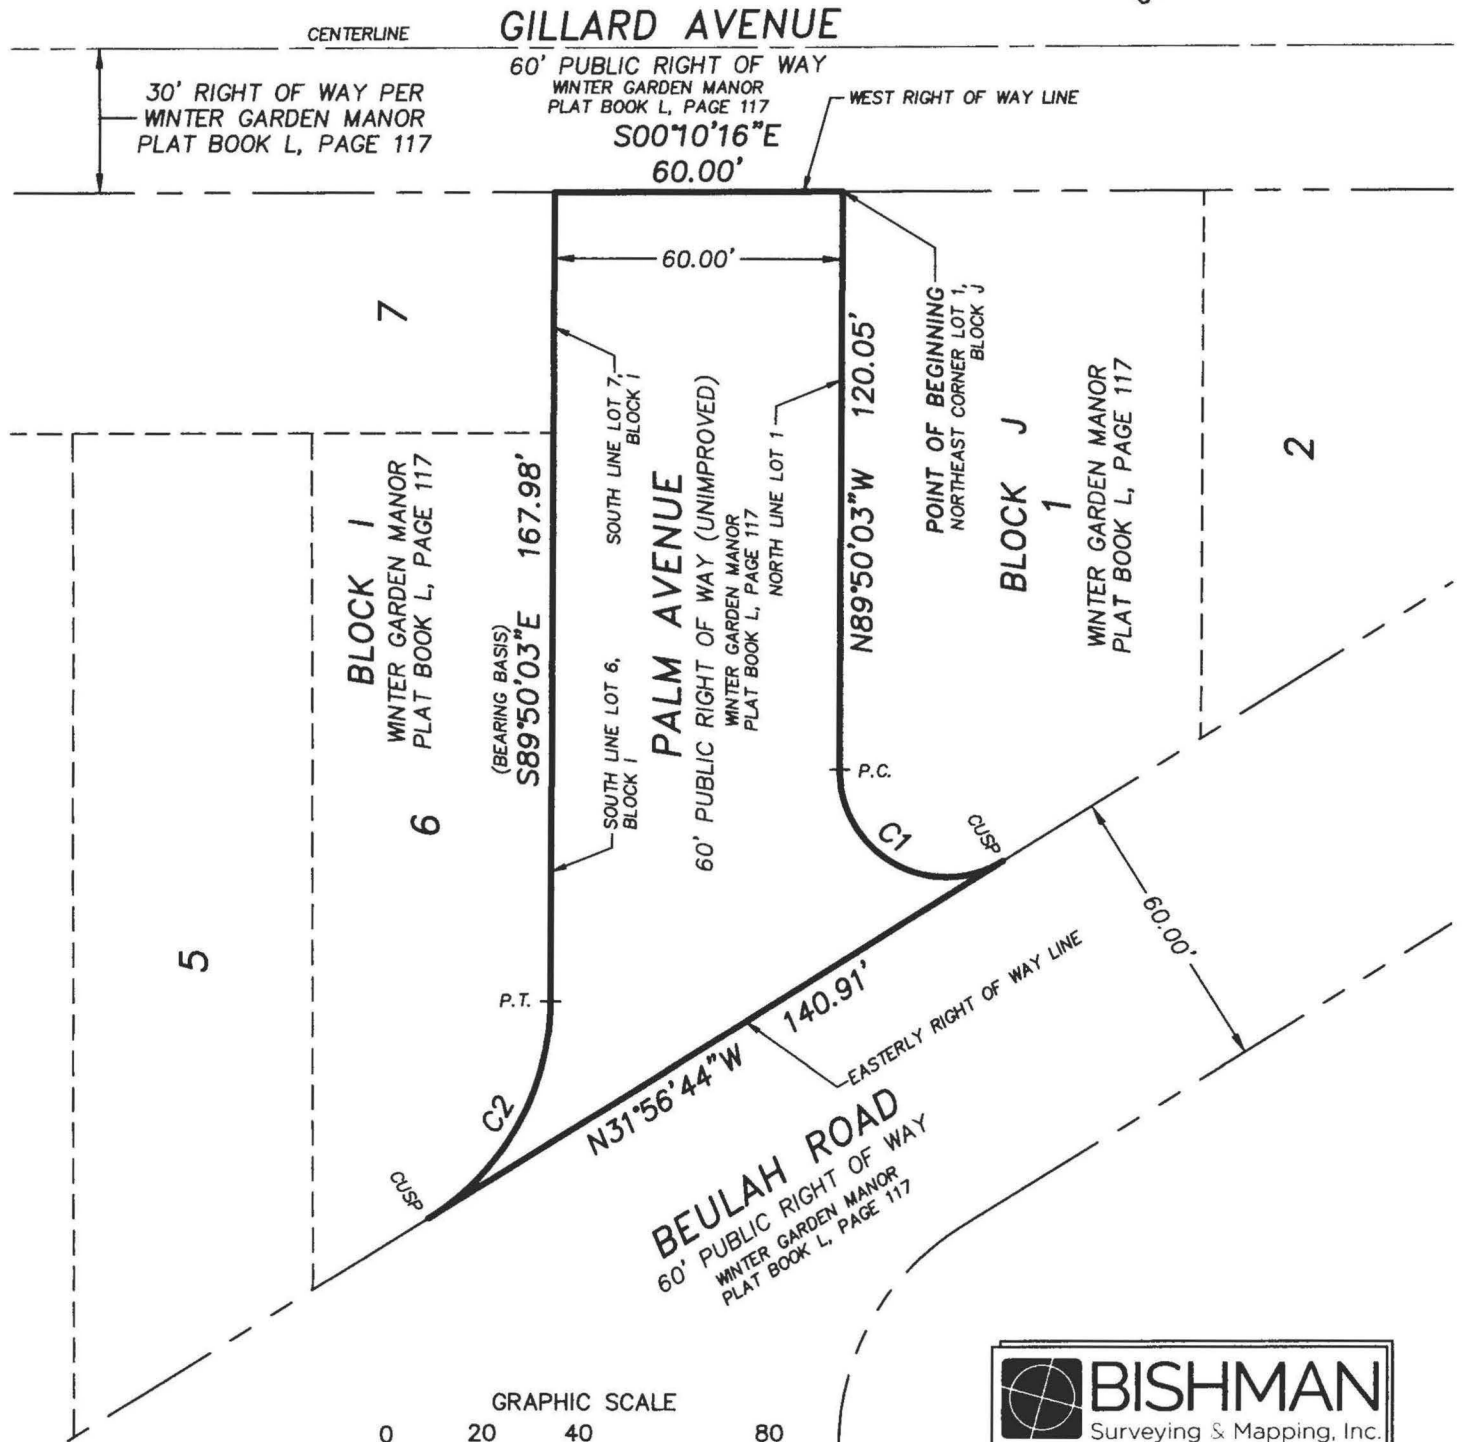 GILLARD AVENUE
CENTERLINE
60' PUBLIC RIGHT OF WAY
WINTER GARDEN MANOR
PLAT BOOK L, PAGE 117
30' RIGHT OF WAY PER
WINTER GARDEN MANOR
PLAT BOOK L, PAGE 117
WEST RIGHT OF WAY LINE
S00°10'16"E
60.00'
60.00'
7
SOUTH LINE LOT 7,
BLOCK I
120.05'
N89°50'03"W
POINT OF BEGINNING
NORTHEAST CORNER LOT 1,
BLOCK J
BLOCK J
1
WINTER GARDEN MANOR
PLAT BOOK L, PAGE 117
2
BLOCK I
WINTER GARDEN MANOR
PLAT BOOK L, PAGE 117
(BEARING BASIS)
S89°50'03"E 167.98'
PALM AVENUE
60' PUBLIC RIGHT OF WAY (UNIMPROVED)
WINTER GARDEN MANOR
PLAT BOOK L, PAGE 117
NORTH LINE LOT 1
SOUTH LINE LOT 6,
BLOCK I
6
5
P.C.
C1
CUSP
60.00'
P.T.
C2
CUSP
N31°56'44"W 140.91'
EASTERLY RIGHT OF WAY LINE
BEULAH ROAD
60' PUBLIC RIGHT OF WAY
WINTER GARDEN MANOR
PLAT BOOK L, PAGE 117
GRAPHIC SCALE
0 20 40 80
BISHMAN
Surveying & Mapping, Inc.